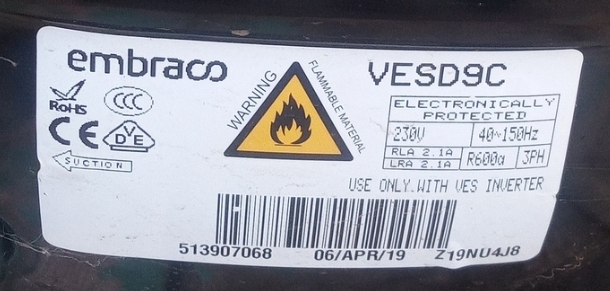 embraco
VESD9C
RoHS
CCC
CE
VDE
SUCTION
WARNING
FLAMMABLE MATERIAL
ELECTRONICALLY
PROTECTED
230V 40~150Hz
RLA 2.1A
LRA 2.1A
R600a 3PH
USE ONLY WITH VES INVERTER
513907068 06/APR/19 Z19NU4J8